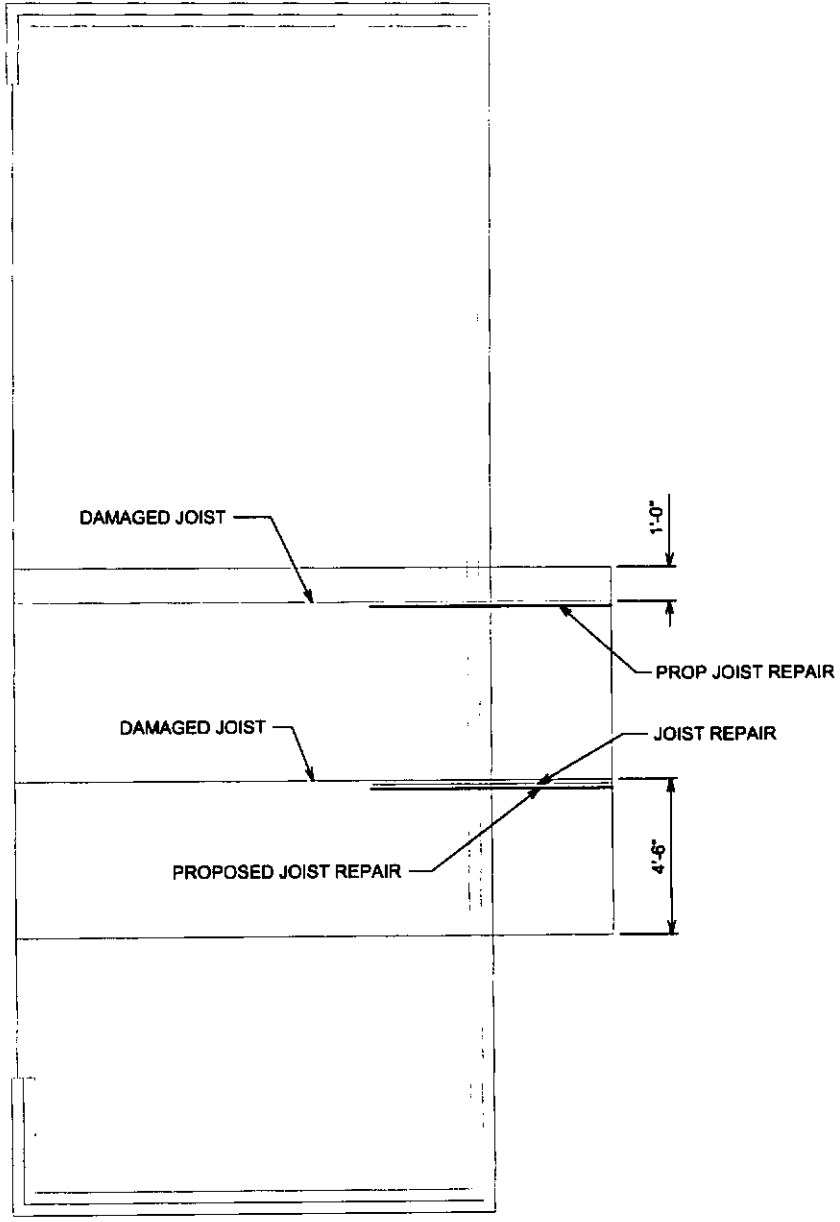 1'-0"
DAMAGED JOIST
PROP JOIST REPAIR
DAMAGED JOIST
JOIST REPAIR
4'-6"
PROPOSED JOIST REPAIR